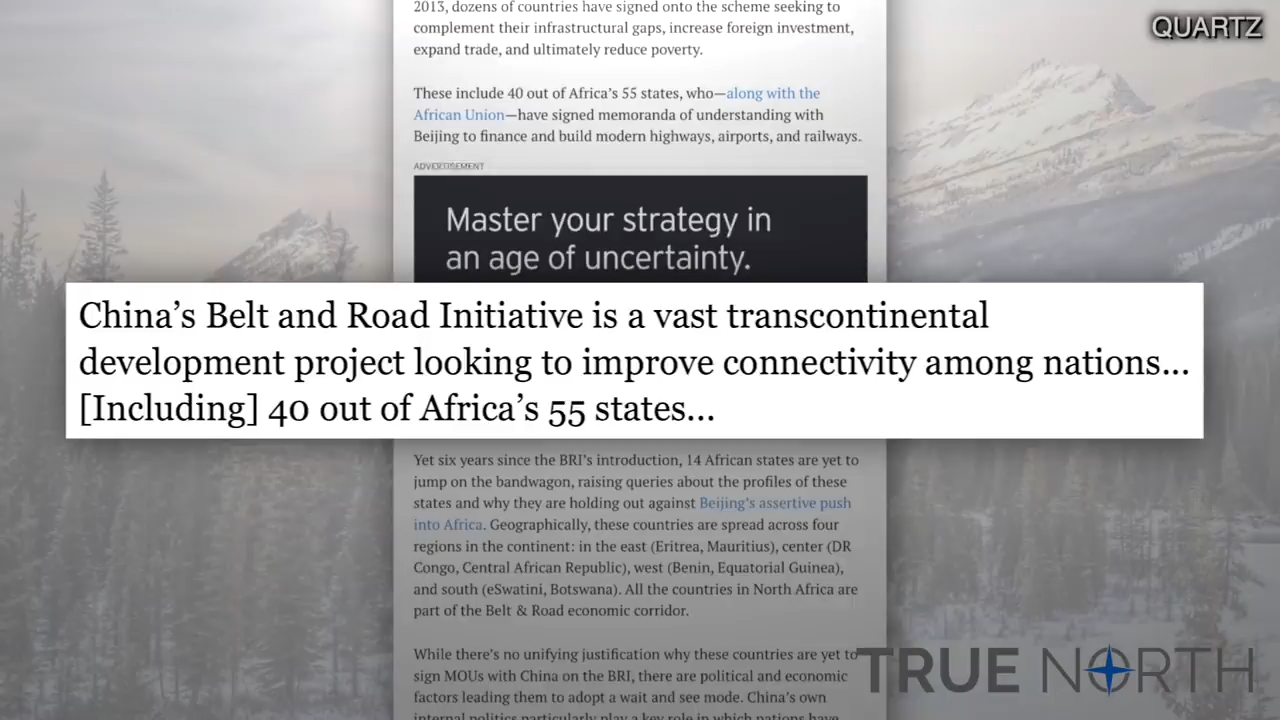 QUARTZ
2013, dozens of countries have signed onto the scheme seeking to
complement their infrastructural gaps, increase foreign investment,
expand trade, and ultimately reduce poverty.
These include 40 out of Africa's 55 states, who—along with the
African Union—have signed memoranda of understanding with
Beijing to finance and build modern highways, airports, and railways.
ADVERTISEMENT
Master your strategy in
an age of uncertainty.
China’s Belt and Road Initiative is a vast transcontinental
development project looking to improve connectivity among nations...
[Including] 40 out of Africa’s 55 states...
Yet six years since the BRI’s introduction, 14 African states are yet to
jump on the bandwagon, raising queries about the profiles of these
states and why they are holding out against Beijing’s assertive push
into Africa. Geographically, these countries are spread across four
regions in the continent: in the east (Eritrea, Mauritius), center (DR
Congo, Central African Republic), west (Benin, Equatorial Guinea),
and south (eSwatini, Botswana). All the countries in North Africa are
part of the Belt & Road economic corridor.
While there’s no unifying justification why these countries are yet to
sign MOUs with China on the BRI, there are political and economic
factors leading them to adopt a wait and see mode. China’s own
internal politics particularly play a key role in which nations have
TRUE NORTH